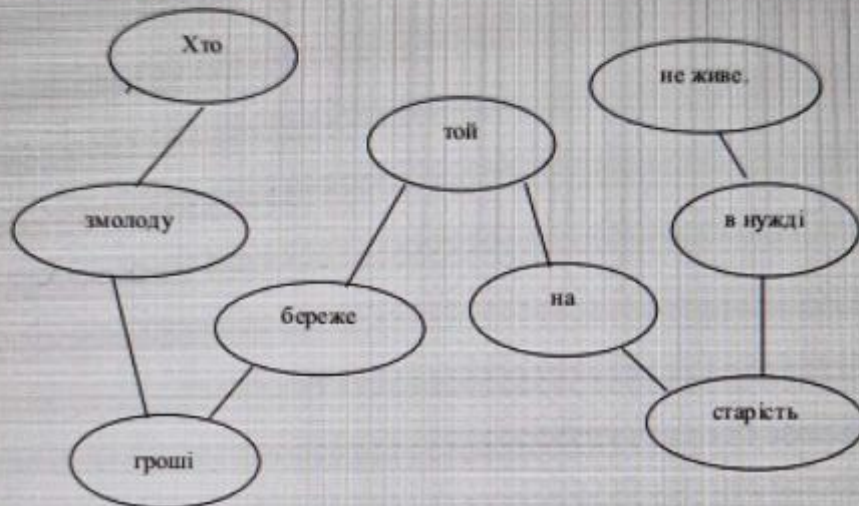 Хто
змолоду
гроші
береже
той
на
старість
в нужді
не живе.